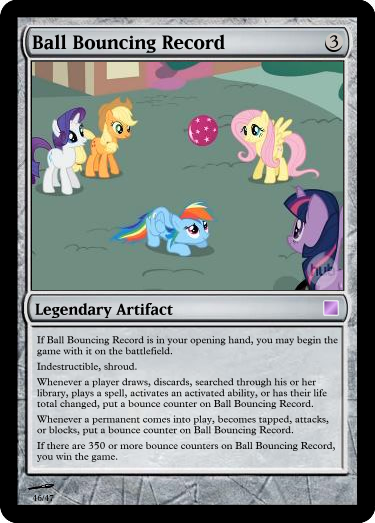 Ball Bouncing Record
3
hub
Legendary Artifact
If Ball Bouncing Record is in your opening hand, you may begin the
game with it on the battlefield.
Indestructible, shroud.
Whenever a player draws, discards, searched through his or her
library, plays a spell, activates an activated ability, or has their life
total changed, put a bounce counter on Ball Bouncing Record.
Whenever a permanent comes into play, becomes tapped, attacks,
or blocks, put a bounce counter on Ball Bouncing Record.
If there are 350 or more bounce counters on Ball Bouncing Record,
you win the game.
46/47